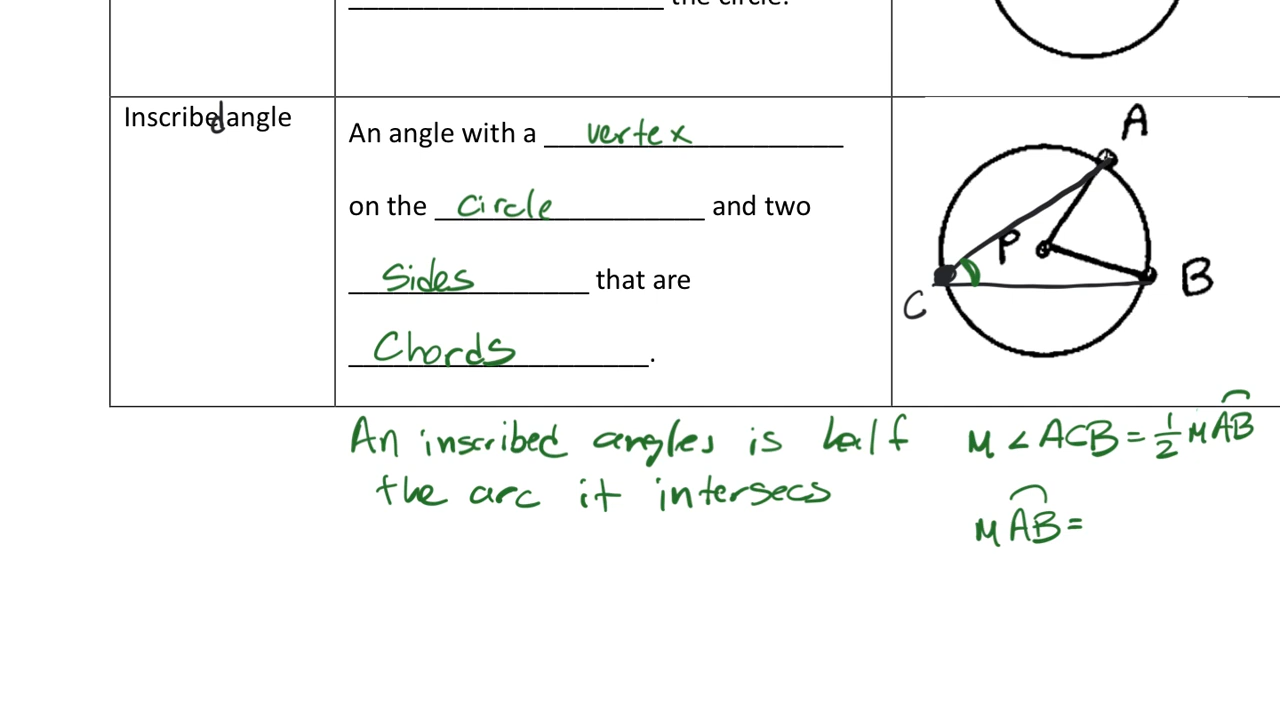 the circle.
Inscribed angle
An angle with a vertex
on the circle and two
Sides that are
Chords.
A
P
B
C
An inscribed angles is half
the arc it intersecs
m∠ACB = 1/2 mAB
mAB =